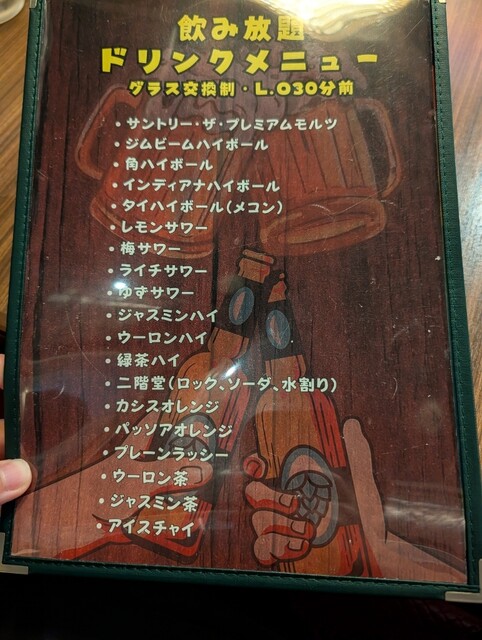 飲み放題
ドリンクメニュー
グラス交換制・L.O30分前
・サントリー・ザ・プレミアムモルツ
・ジムビームハイボール
・角ハイボール
・インディアナハイボール
・タイハイボール(メコン)
・レモンサワー
・梅サワー
・ライチサワー
・ゆずサワー
・ジャスミンハイ
・ウーロンハイ
・緑茶ハイ
・二階堂(ロック、ソーダ、水割り)
・カシスオレンジ
・パッソアオレンジ
・プレーンラッシー
・ウーロン茶
・ジャスミン茶
・アイスチャイ